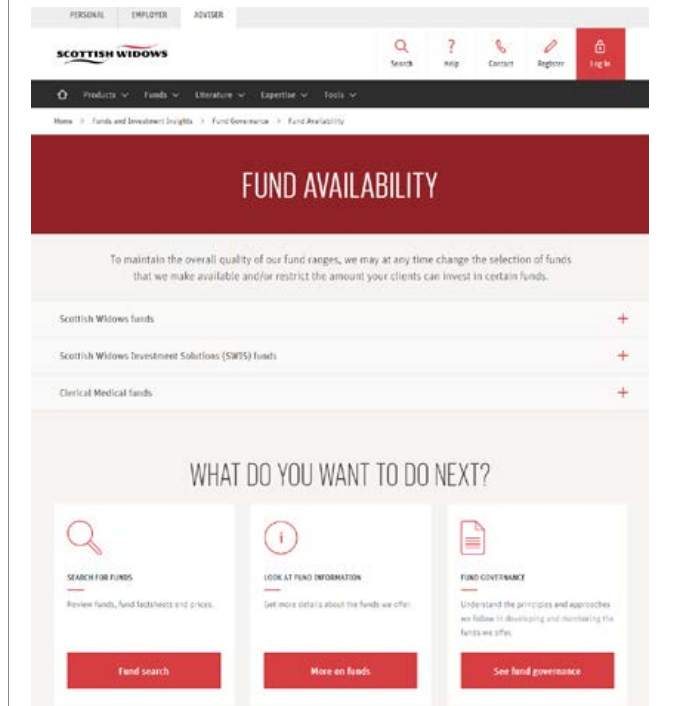 PERSONAL EMPLOYER ADVISER
SCOTTISH WIDOWS
Search Help Contact Register Log in
Products Funds Literature Expertise Tools
Home > Funds and Investment Insights > Fund Governance > Fund Availability
FUND AVAILABILITY
To maintain the overall quality of our fund ranges, we may at any time change the selection of funds
that we make available and/or restrict the amount your clients can invest in certain funds.
Scottish Widows funds
Scottish Widows Investment Solutions (SWIS) funds
Clerical Medical funds
WHAT DO YOU WANT TO DO NEXT?
SEARCH FOR FUNDS
Review funds, fund factsheets and prices.
Fund search
LOOK AT FUND INFORMATION
Get more details about the funds we offer.
More on funds
FUND GOVERNANCE
Understand the principles and approaches
we follow in developing and monitoring the
funds we offer.
See fund governance